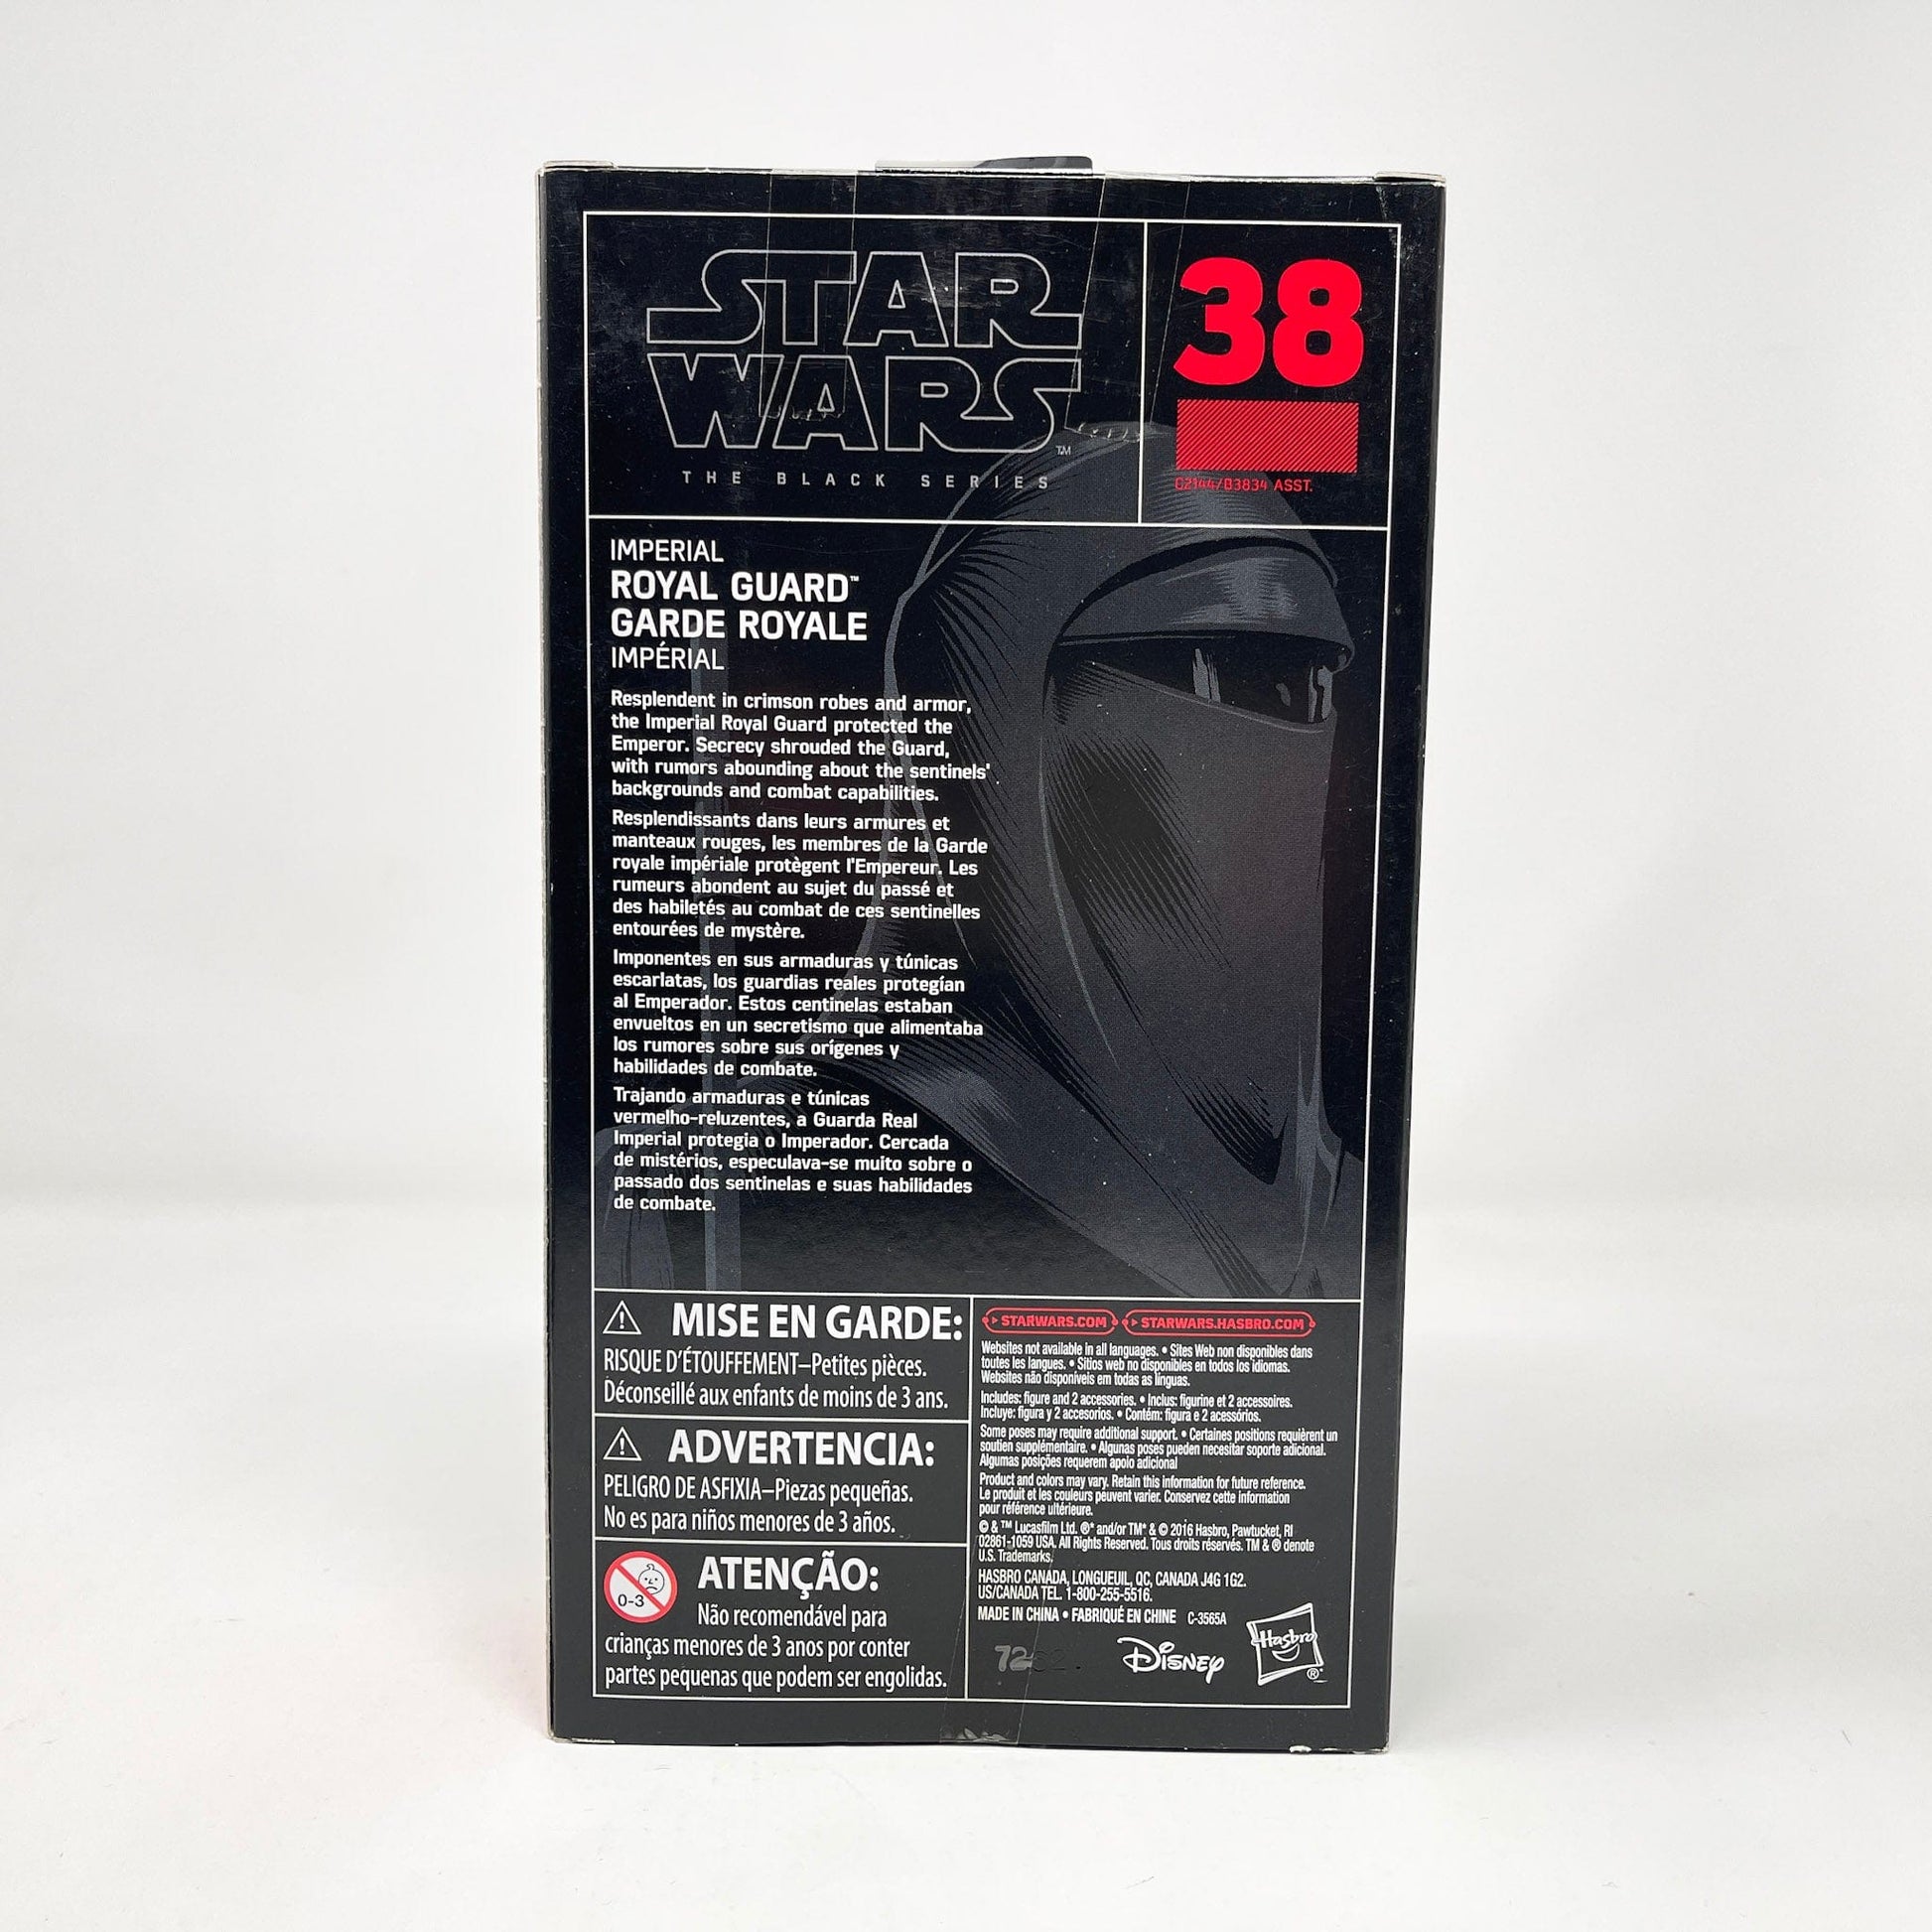 STAR
WARS™
THE BLACK SERIES
38
C2144/B3834 ASST.
IMPERIAL
ROYAL GUARD™
GARDE ROYALE
IMPÉRIAL
Resplendent in crimson robes and armor,
the Imperial Royal Guard protected the
Emperor. Secrecy shrouded the Guard,
with rumors abounding about the sentinels'
backgrounds and combat capabilities.
Resplendissants dans leurs armures et
manteaux rouges, les membres de la Garde
royale impériale protègent l'Empereur. Les
rumeurs abondent au sujet du passé et
des habiletés au combat de ces sentinelles
entourées de mystère.
Imponentes en sus armaduras y túnicas
escarlatas, los guardias reales protegían
al Emperador. Estos centinelas estaban
envueltos en un secretismo que alimentaba
los rumores sobre sus orígenes y
habilidades de combate.
Trajando armaduras e túnicas
vermelho-reluzentes, a Guarda Real
Imperial protegia o Imperador. Cercada
de mistérios, especulava-se muito sobre o
passado dos sentinelas e suas habilidades
de combate.
MISE EN GARDE:
RISQUE D'ÉTOUFFEMENT–Petites pièces.
Déconseillé aux enfants de moins de 3 ans.
ADVERTENCIA:
PELIGRO DE ASFIXIA–Piezas pequeñas.
No es para niños menores de 3 años.
0-3
ATENÇÃO:
Não recomendável para
crianças menores de 3 anos por conter
partes pequenas que podem ser engolidas.
STARWARS.COM STARWARS.HASBRO.COM
Websites not available in all languages. • Sites Web non disponibles dans
toutes les langues. • Sitios web no disponibles en todos los idiomas.
Websites não disponíveis em todas as línguas.
Includes: figure and 2 accessories. • Inclus: figurine et 2 accessoires.
Incluye: figura y 2 accesorios. • Contém: figura e 2 acessórios.
Some poses may require additional support. • Certaines positions requièrent un
soutien supplémentaire. • Algunas poses pueden necesitar soporte adicional.
Algumas posições requerem apoio adicional
Product and colors may vary. Retain this information for future reference.
Le produit et les couleurs peuvent varier. Conservez cette information
pour référence ultérieure.
© & ™ Lucasfilm Ltd. ®* and/or TM* & © 2016 Hasbro, Pawtucket, RI
02861-1059 USA. All Rights Reserved. Tous droits réservés. TM & ® denote
U.S. Trademarks.
HASBRO CANADA, LONGUEUIL, QC, CANADA J4G 1G2.
US/CANADA TEL. 1-800-255-5516.
MADE IN CHINA • FABRIQUÉ EN CHINE C-3565A
Disney
Hasbro®